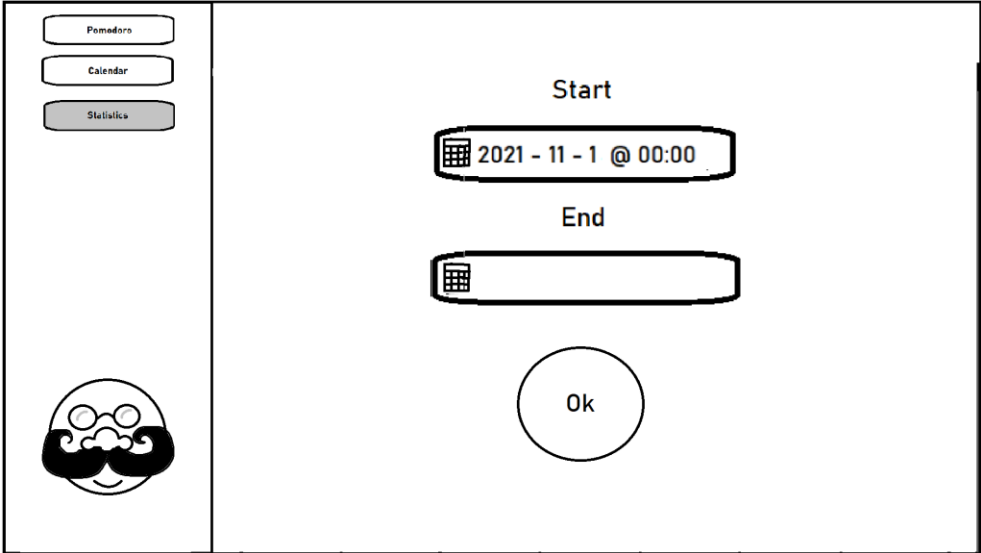 Pomodoro
Calendar
Statistics
Start
2021 - 11 - 1 @ 00:00
End
Ok